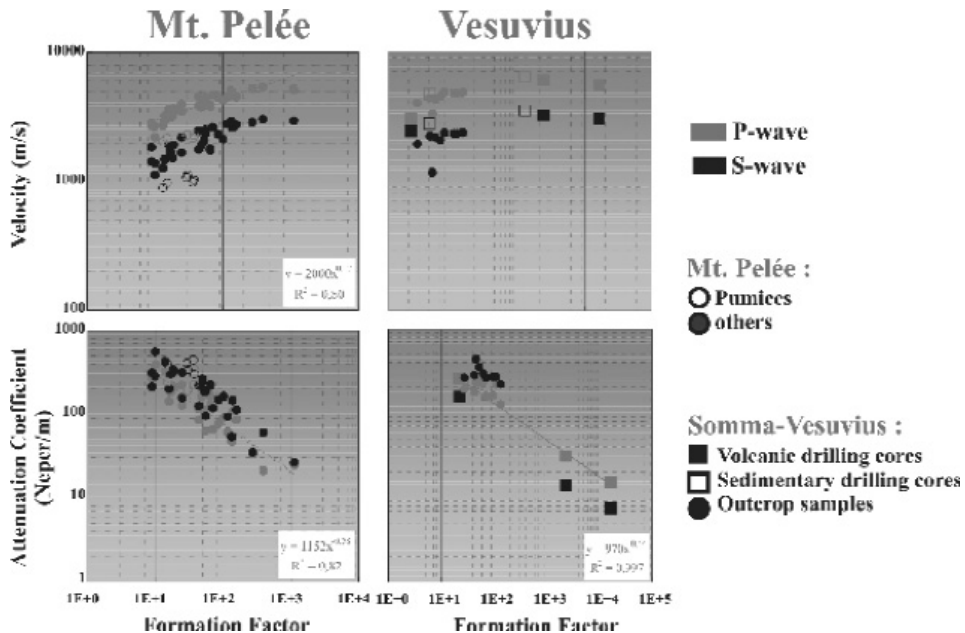 Mt. Pelée
Vesuvius
10000
1000
100
Velocity (m/s)
R² = 0,60
P-wave
S-wave
Mt. Pelée :
Pumices
others
1000
100
10
1
Attenuation Coefficient
(Neper/m)
R² = 0,82
R² = 0,997
Somma-Vesuvius :
Volcanic drilling cores
Sedimentary drilling cores
Outcrop samples
1E+0
1E+1
1E+2
1E+3
1E+4
1E-0
1E+1
1E+2
1E+3
1E-4
1E+5
Formation Factor
Formation Factor